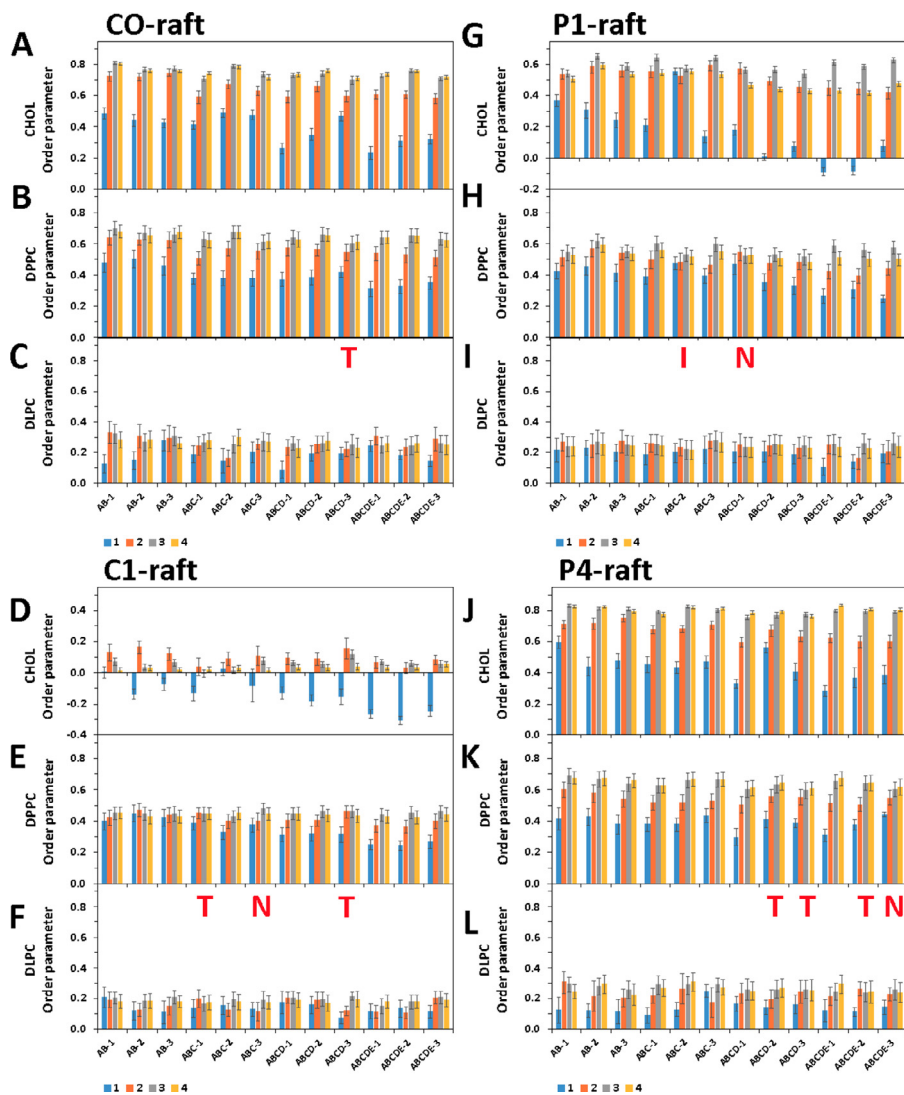 CO-raft
A
CHOL
Order parameter
0.8
0.6
0.4
0.2
0.0
B
DPPC
Order parameter
0.8
0.6
0.4
0.2
0.0
C
T
DLPC
Order parameter
0.8
0.6
0.4
0.2
0.0
AB-1 AB-2 AB-3 ABC-1 ABC-2 ABC-3 ABCD-1 ABCD-2 ABCD-3 ABCDE-1 ABCDE-2 ABCDE-3
1 2 3 4
P1-raft
G
CHOL
Order parameter
0.8
0.6
0.4
0.2
0.0
-0.2
H
DPPC
Order parameter
0.8
0.6
0.4
0.2
0.0
I
I N
DLPC
Order parameter
0.8
0.6
0.4
0.2
0.0
AB-1 AB-2 AB-3 ABC-1 ABC-2 ABC-3 ABCD-1 ABCD-2 ABCD-3 ABCDE-1 ABCDE-2 ABCDE-3
1 2 3 4
C1-raft
D
CHOL
Order parameter
0.4
0.2
0.0
-0.2
-0.4
E
DPPC
Order parameter
0.8
0.6
0.4
0.2
0.0
F
T N T
DLPC
Order parameter
0.8
0.6
0.4
0.2
0.0
AB-1 AB-2 AB-3 ABC-1 ABC-2 ABC-3 ABCD-1 ABCD-2 ABCD-3 ABCDE-1 ABCDE-2 ABCDE-3
1 2 3 4
P4-raft
J
CHOL
Order parameter
0.8
0.6
0.4
0.2
0.0
K
DPPC
Order parameter
0.8
0.6
0.4
0.2
0.0
L
T T T N
DLPC
Order parameter
0.8
0.6
0.4
0.2
0.0
AB-1 AB-2 AB-3 ABC-1 ABC-2 ABC-3 ABCD-1 ABCD-2 ABCD-3 ABCDE-1 ABCDE-2 ABCDE-3
1 2 3 4